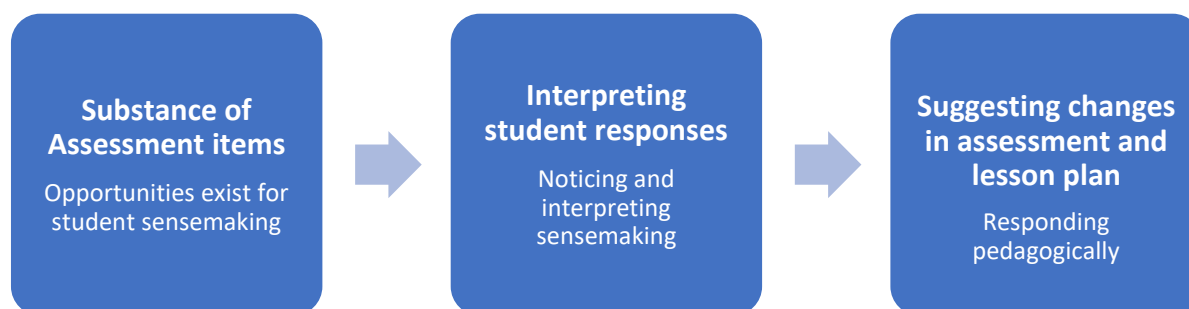 Substance of
Assessment items
Opportunities exist for
student sensemaking
Interpreting
student responses
Noticing and
interpreting
sensemaking
Suggesting changes
in assessment and
lesson plan
Responding
pedagogically